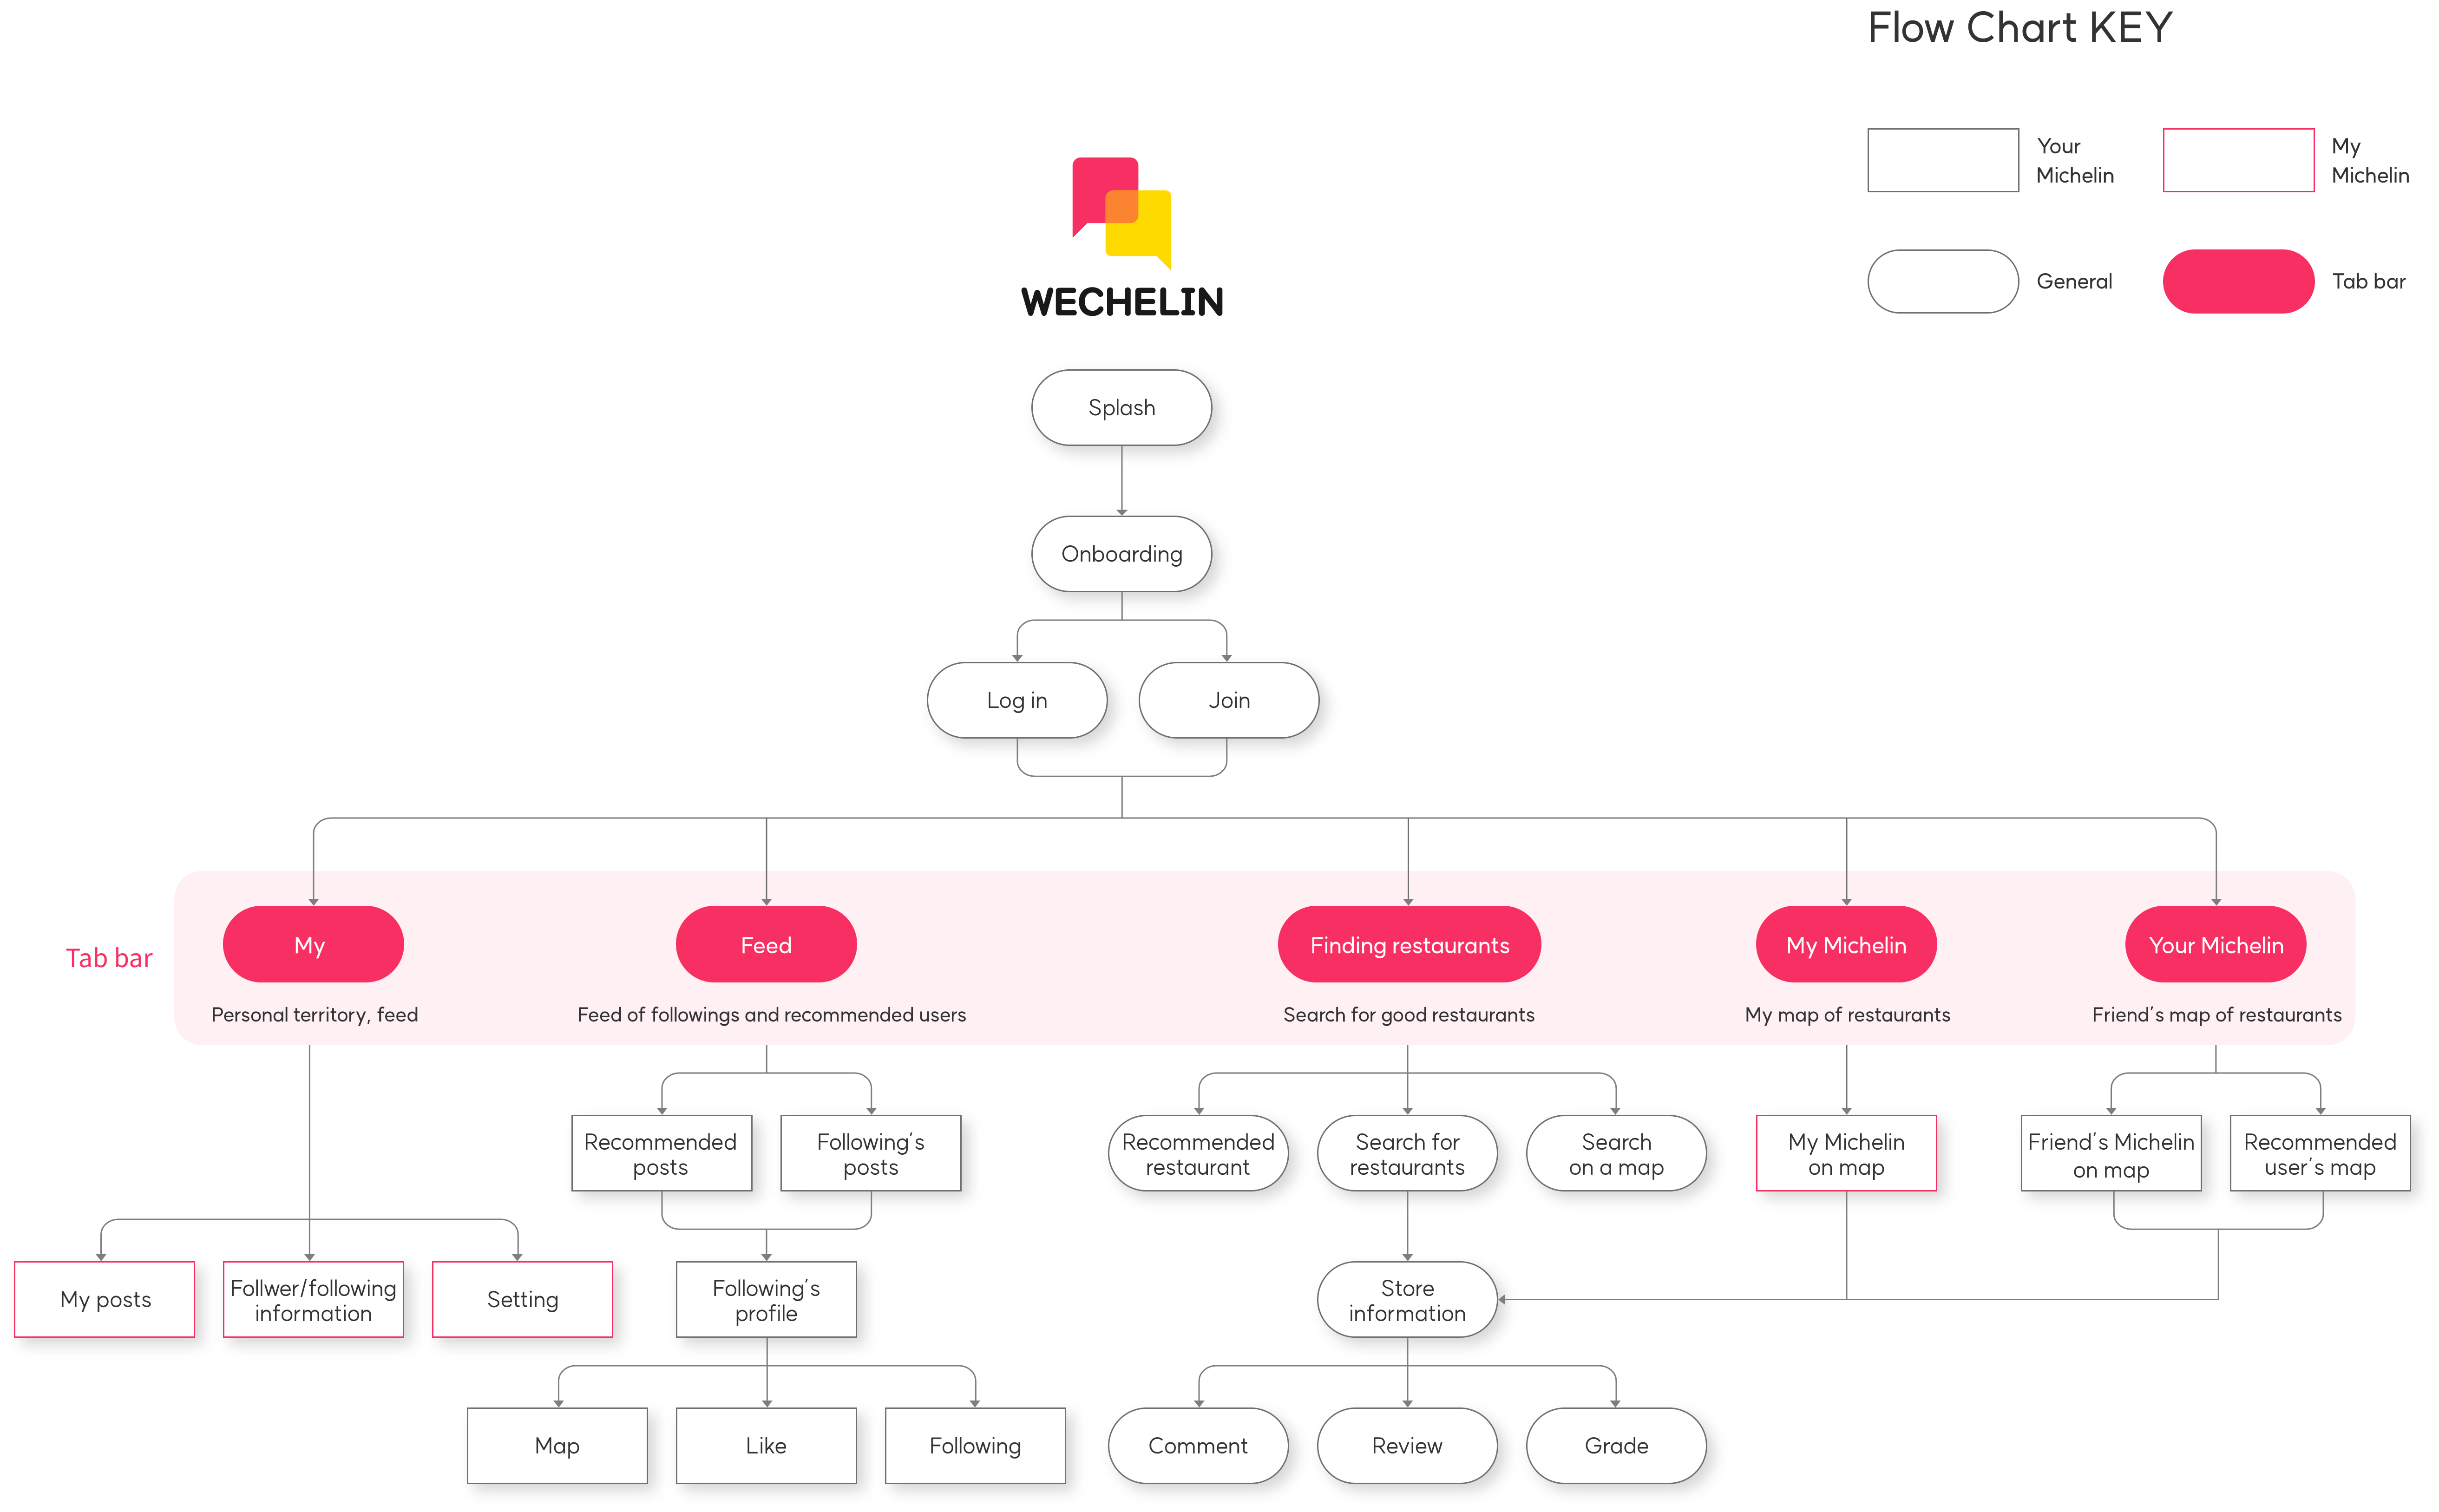 Flow Chart KEY
Your
Michelin
My
Michelin
General
Tab bar
WECHELIN
Splash
Onboarding
Log in
Join
Tab bar
My
Feed
Finding restaurants
My Michelin
Your Michelin
Personal territory, feed
Feed of followings and recommended users
Search for good restaurants
My map of restaurants
Friend's map of restaurants
Recommended
posts
Following's
posts
Recommended
restaurant
Search for
restaurants
Search
on a map
My Michelin
on map
Friend's Michelin
on map
Recommended
user's map
My posts
Follwer/following
information
Setting
Following's
profile
Store
information
Map
Like
Following
Comment
Review
Grade